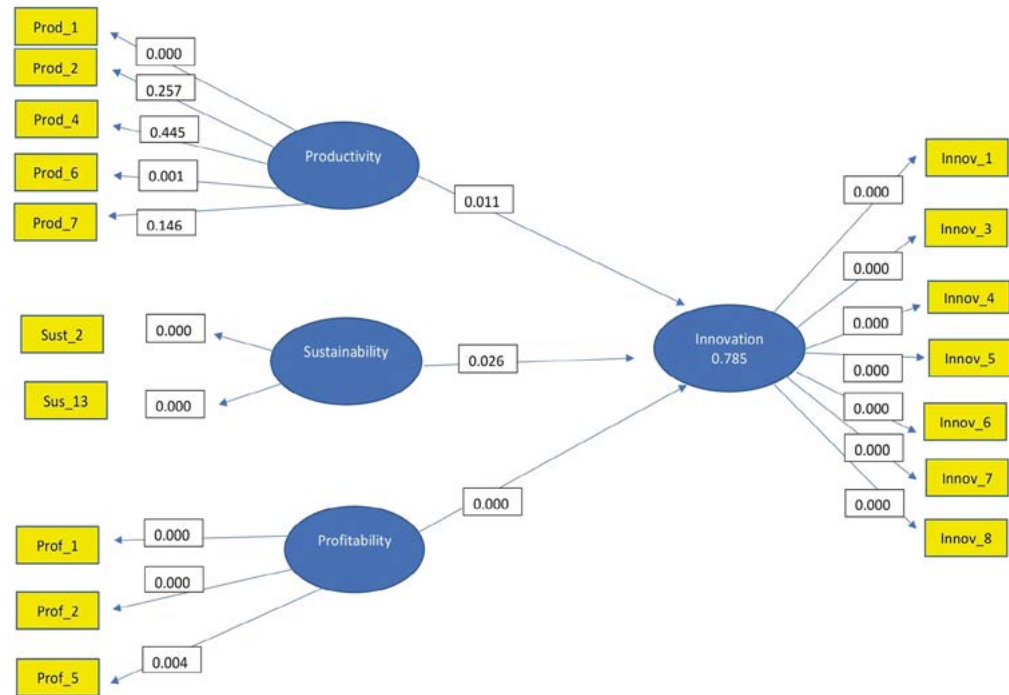 Prod_1
0.000
Prod_2
0.257
Prod_4
0.445
Prod_6
0.001
Prod_7
0.146
Productivity
0.011
Sust_2
0.000
Sus_13
0.000
Sustainability
0.026
Prof_1
0.000
Prof_2
0.000
Prof_5
0.004
Profitability
0.000
Innovation
0.785
Innov_1
0.000
Innov_3
0.000
Innov_4
0.000
Innov_5
0.000
Innov_6
0.000
Innov_7
0.000
Innov_8
0.000